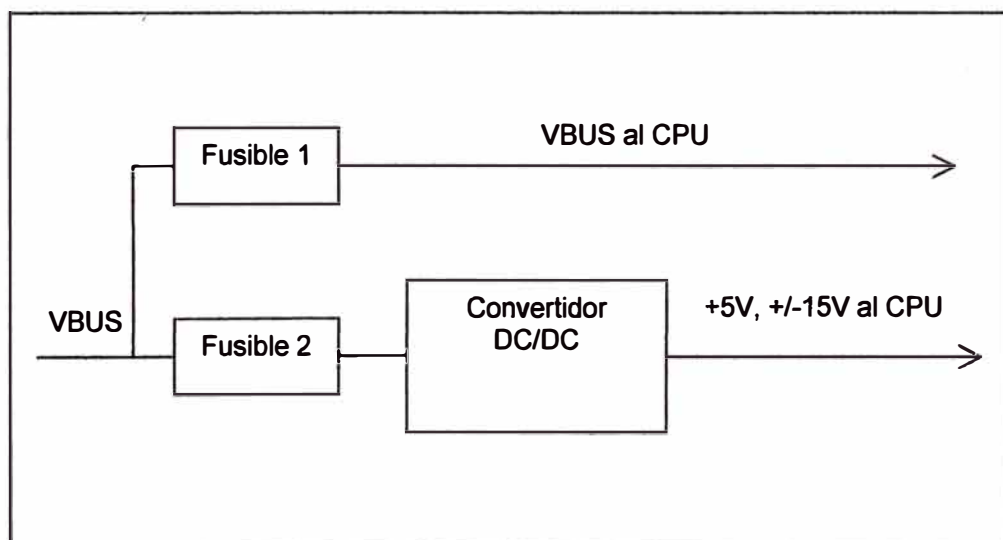 Fusible 1
VBUS al CPU
VBUS
Fusible 2
Convertidor
DC/DC
+5V, +/-15V al CPU